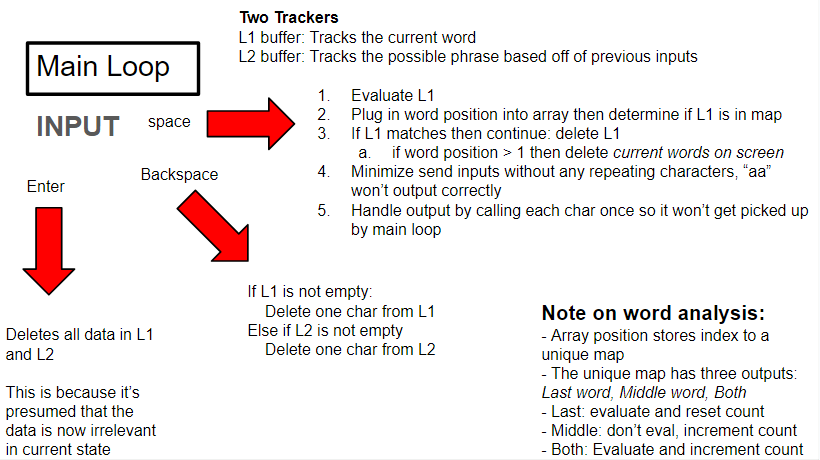 Two Trackers
L1 buffer: Tracks the current word
L2 buffer: Tracks the possible phrase based off of previous inputs
Main Loop
INPUT
space
1. Evaluate L1
2. Plug in word position into array then determine if L1 is in map
3. If L1 matches then continue: delete L1
a. if word position > 1 then delete current words on screen
4. Minimize send inputs without any repeating characters, “aa”
won’t output correctly
5. Handle output by calling each char once so it won’t get picked up
by main loop
Backspace
Enter
If L1 is not empty:
Delete one char from L1
Else if L2 is not empty
Delete one char from L2
Deletes all data in L1
and L2
This is because it’s
presumed that the
data is now irrelevant
in current state
Note on word analysis:
- Array position stores index to a
unique map
- The unique map has three outputs:
Last word, Middle word, Both
- Last: evaluate and reset count
- Middle: don’t eval, increment count
- Both: Evaluate and increment count